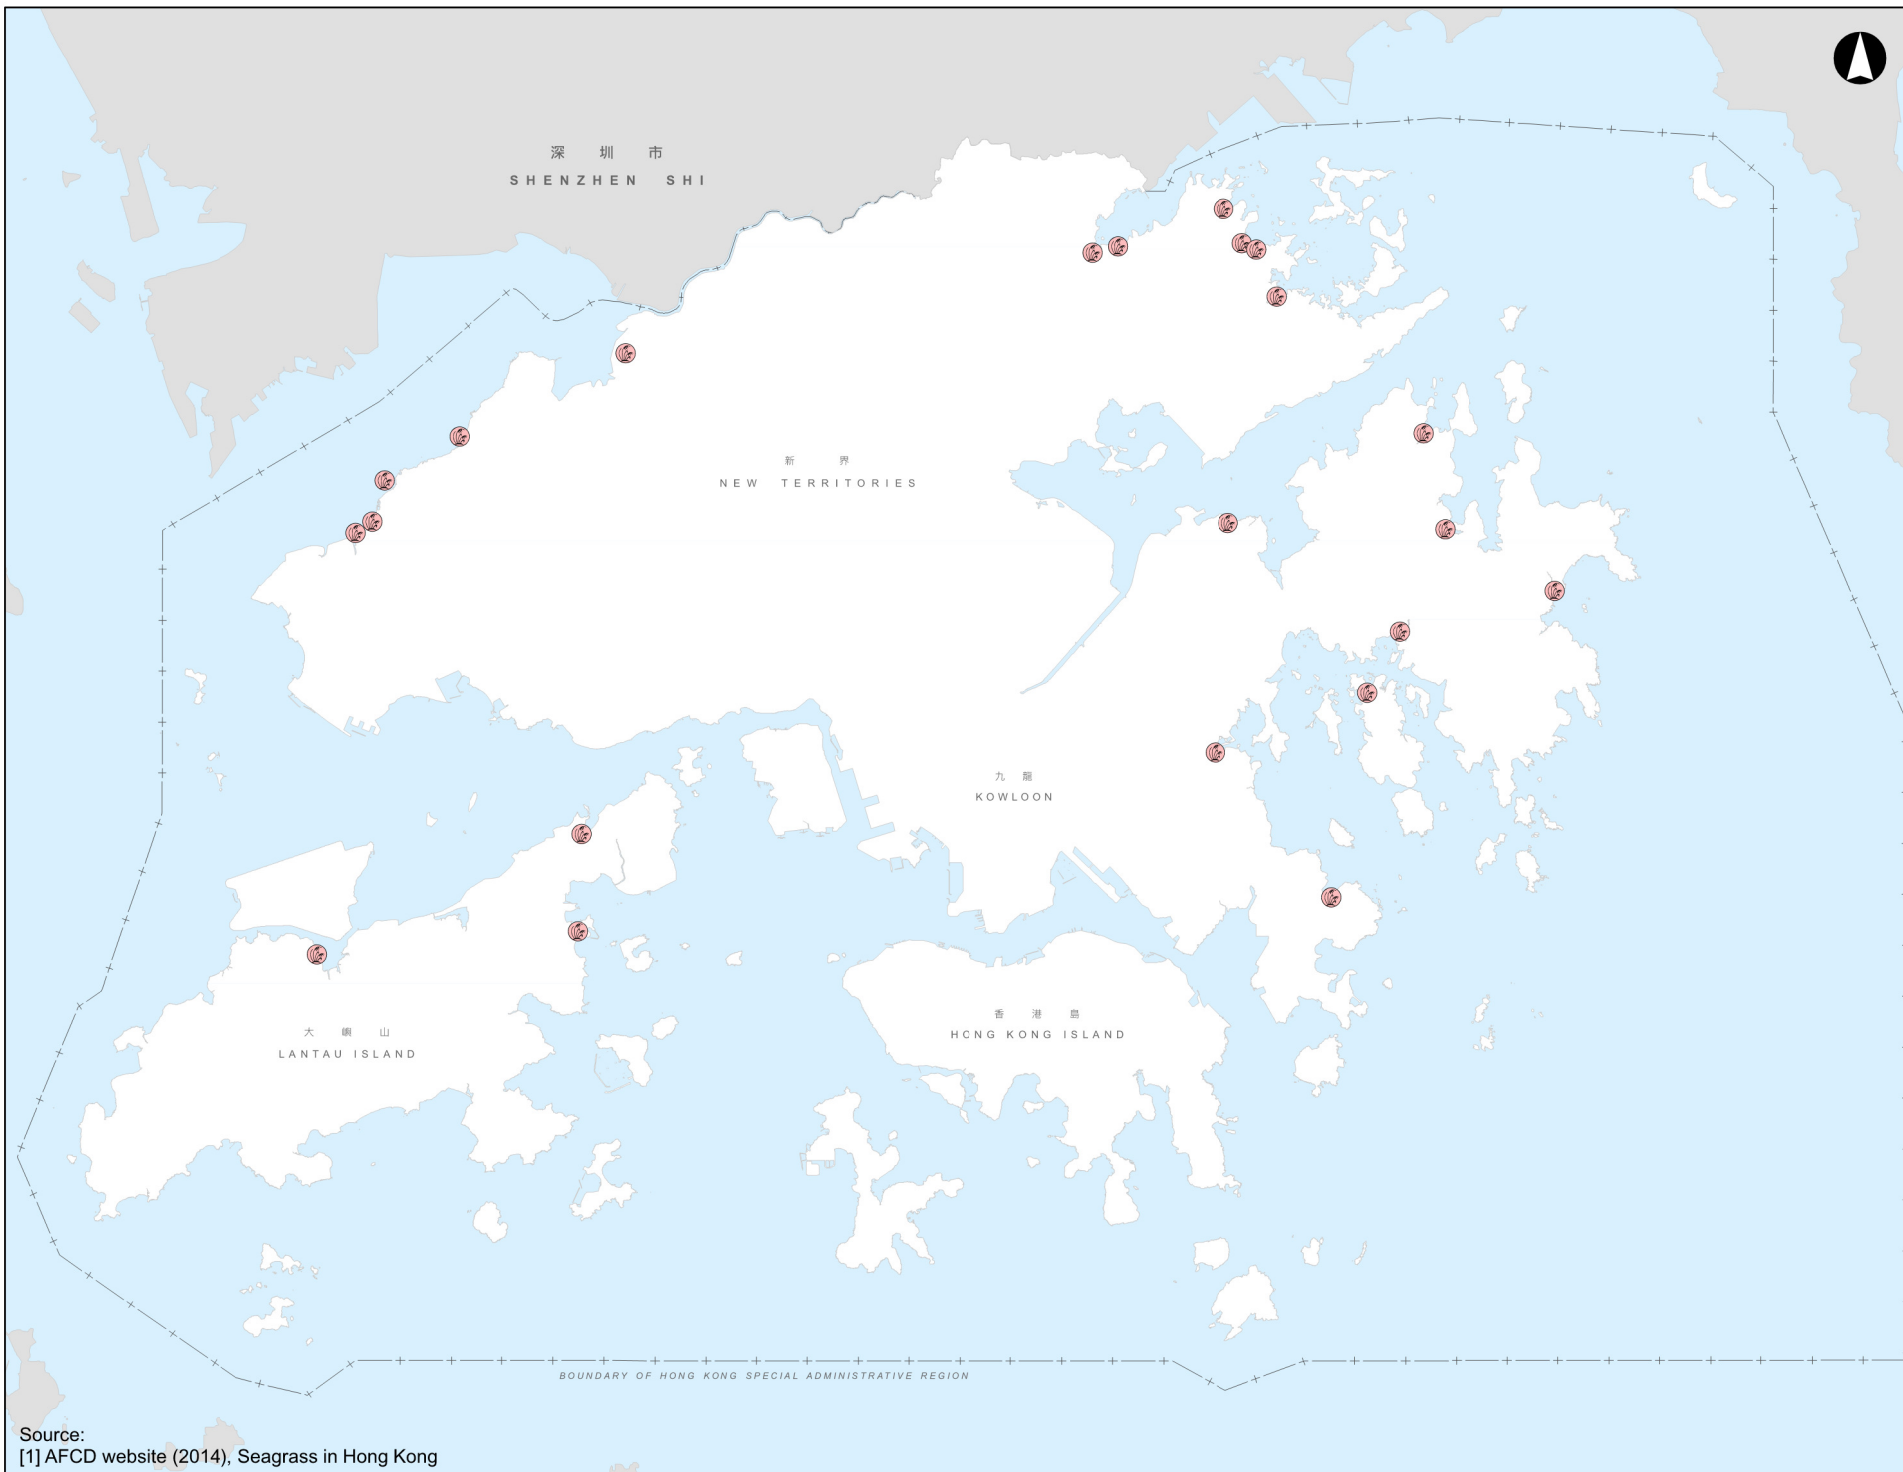 深 圳 市
SHENZHEN SHI
新 界
NEW TERRITORIES
九 龍
KOWLOON
香 港 島
HONG KONG ISLAND
大 嶼 山
LANTAU ISLAND
BOUNDARY OF HONG KONG SPECIAL ADMINISTRATIVE REGION
Source:
[1] AFCD website (2014), Seagrass in Hong Kong